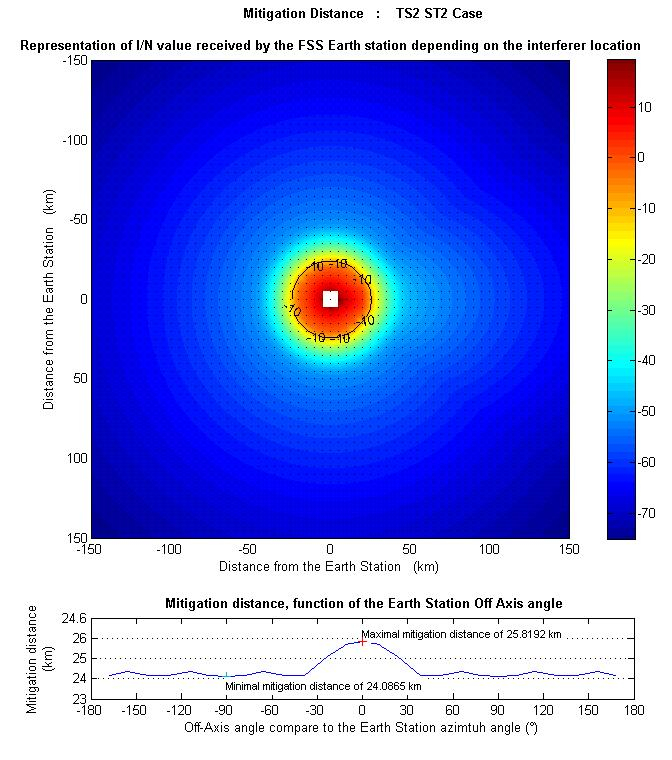 Mitigation Distance : TS2 ST2 Case
Representation of I/N value received by the FSS Earth station depending on the interferer location
-150
-100
-50
0
50
100
150
Distance from the Earth Station (km)
-10 -10
-10
-10
-10 -10
-150 -100 -50 0 50 100 150
Distance from the Earth Station (km)
10
0
-10
-20
-30
-40
-50
-60
-70
Mitigation distance, function of the Earth Station Off Axis angle
24.6
26
25
24
23
Mitigation distance
(km)
Maximal mitigation distance of 25.8192 km
Minimal mitigation distance of 24.0865 km
-180 -150 -120 -90 -60 -30 0 30 60 90 120 150 180
Off-Axis angle compare to the Earth Station azimtuh angle (°)